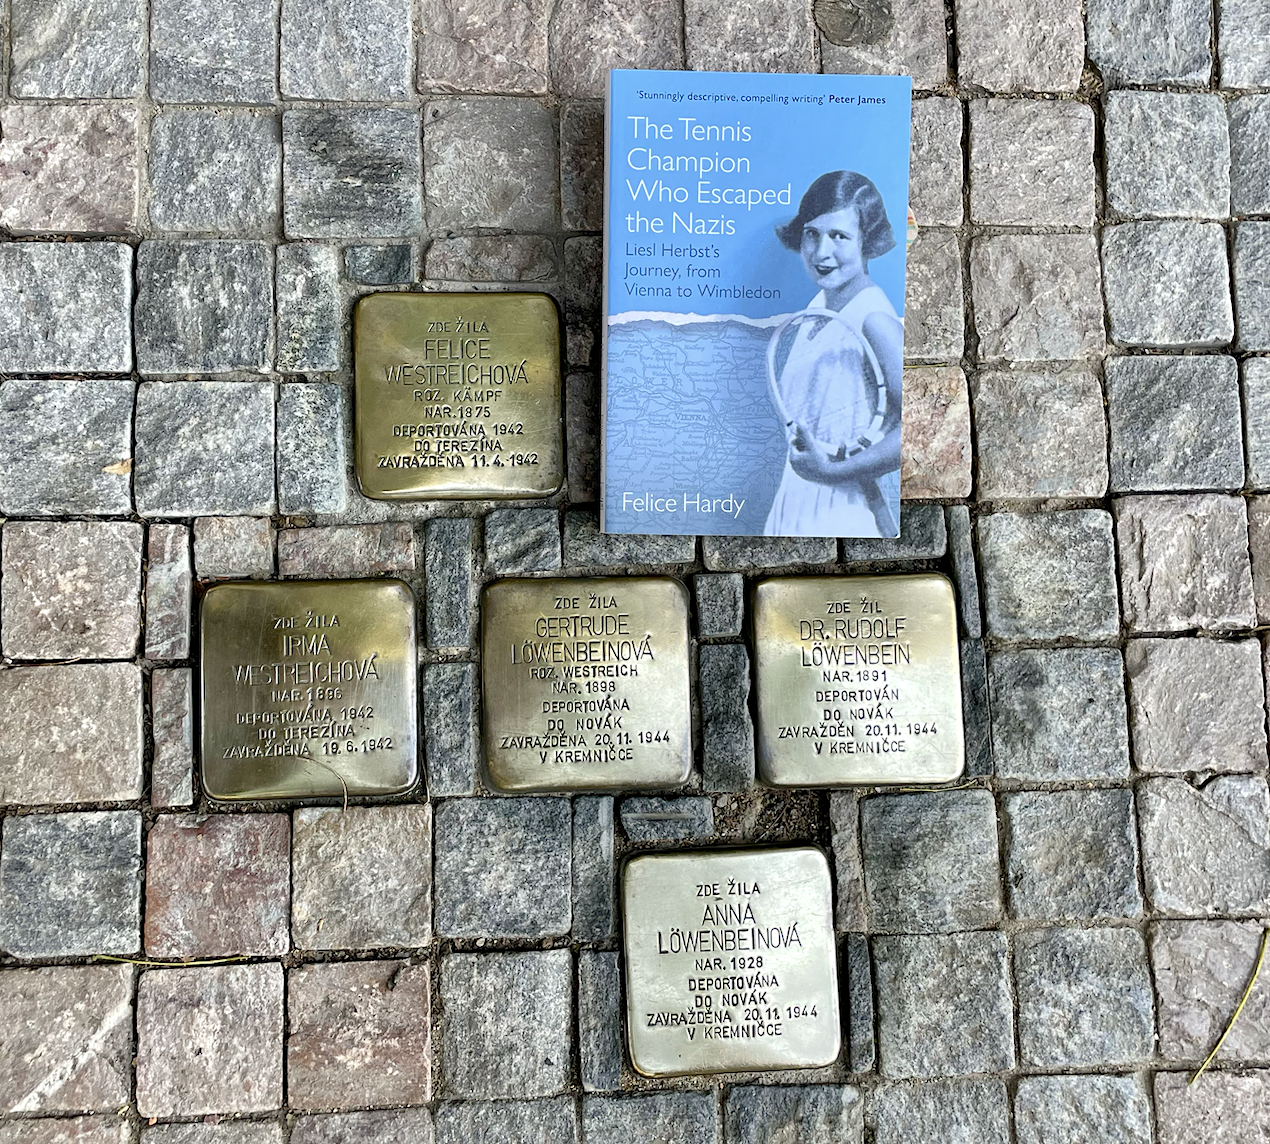 'Stunningly descriptive, compelling writing' Peter James
The Tennis
Champion
Who Escaped
the Nazis
Liesl Herbst's
Journey, from
Vienna to Wimbledon
VIENNA
Felice Hardy
ZDE ŽILA
FELICE
WESTREICHOVÁ
ROZ. KÄMPF
NAR. 1875
DEPORTOVÁNA 1942
DO TEREZÍNA
ZAVRAŽDĚNA 11. 4. 1942
ZDE ŽILA
IRMA
WESTREICHOVÁ
NAR. 1896
DEPORTOVÁNA 1942
DO TEREZÍNA
ZAVRAŽDĚNA 19. 6. 1942
ZDE ŽILA
GERTRUDE
LÖWENBEINOVÁ
ROZ. WESTREICH
NAR. 1898
DEPORTOVÁNA
DO NOVÁK
ZAVRAŽDĚNA 20. 11. 1944
V KREMNIČCE
ZDE ŽIL
DR. RUDOLF
LÖWENBEIN
NAR. 1891
DEPORTOVÁN
DO NOVÁK
ZAVRAŽDĚN 20. 11. 1944
V KREMNIČCE
ZDE ŽILA
ANNA
LÖWENBEINOVÁ
NAR. 1928
DEPORTOVÁNA
DO NOVÁK
ZAVRAŽDĚNA 20. 11. 1944
V KREMNIČCE